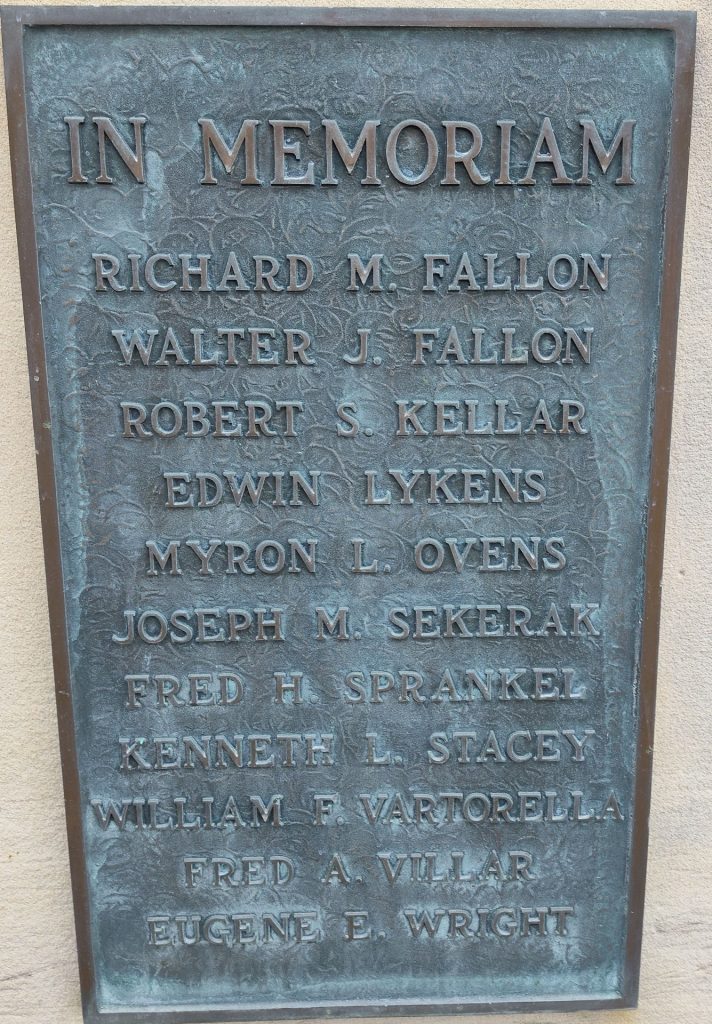 IN MEMORIAM
RICHARD M. FALLON
WALTER J. FALLON
ROBERT S. KELLAR
EDWIN LYKENS
MYRON L. OVENS
JOSEPH M. SEKERAK
FRED H. SPRANKEL
KENNETH L. STACEY
WILLIAM F. VARTORELLA
FRED A. VILLAR
EUGENE E. WRIGHT